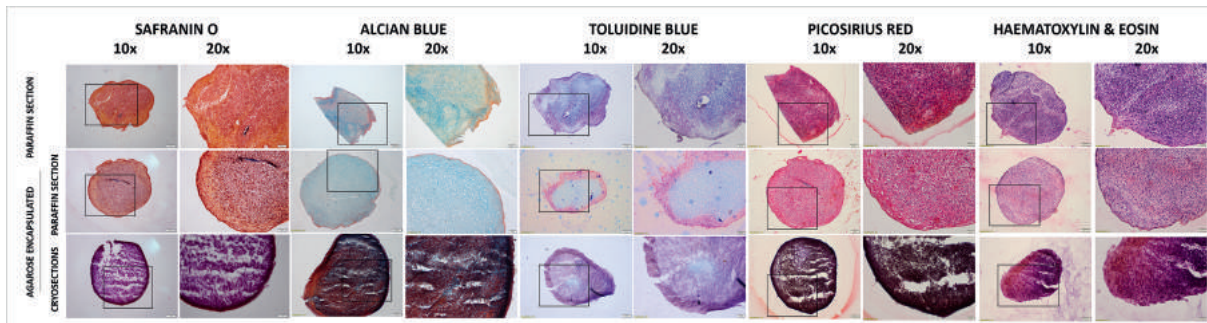 SAFRANIN O
ALCIAN BLUE
TOLUIDINE BLUE
PICOSIRIUS RED
HAEMATOXYLIN & EOSIN
10x 20x 10x 20x 10x 20x 10x 20x 10x 20x
PARAFFIN SECTION
AGAROSE ENCAPSULATED
PARAFFIN SECTION
CRYOSECTIONS